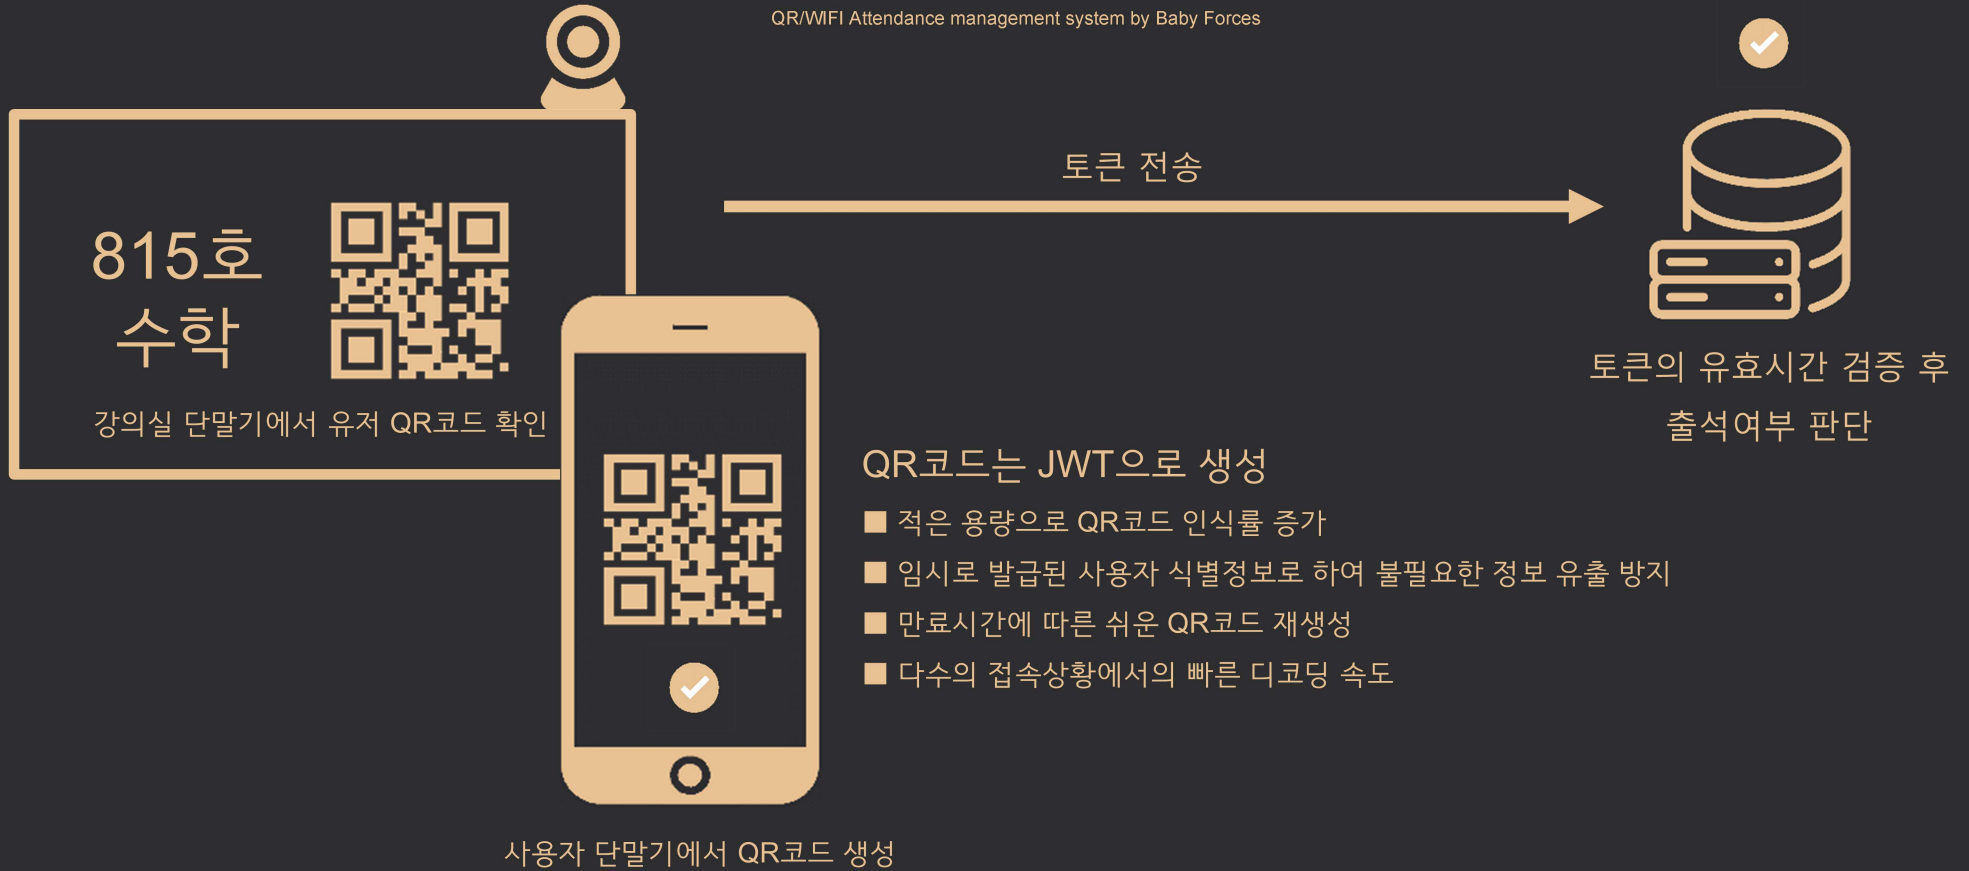 QR/WIFI Attendance management system by Baby Forces
815호
수학
강의실 단말기에서 유저 QR코드 확인
토큰 전송
토큰의 유효시간 검증 후
출석여부 판단
QR코드는 JWT으로 생성
■ 적은 용량으로 QR코드 인식률 증가
■ 임시로 발급된 사용자 식별정보로 하여 불필요한 정보 유출 방지
■ 만료시간에 따른 쉬운 QR코드 재생성
■ 다수의 접속상황에서의 빠른 디코딩 속도
사용자 단말기에서 QR코드 생성